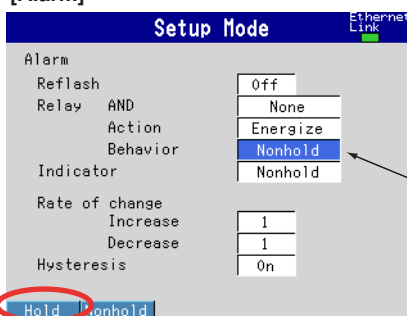 [Alarm]
Setup Mode
Ethernet
Link
Alarm
Reflash Off
Relay AND None
Action Energize
Behavior Nonhold
Indicator Nonhold
Rate of change
Increase 1
Decrease 1
Hysteresis On
Hold Nonhold